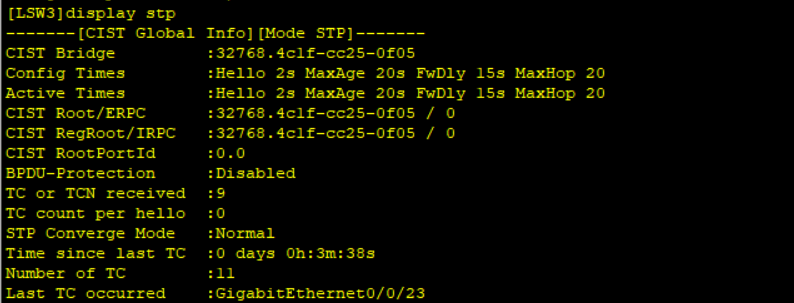 [LSW3]display stp
-------[CIST Global Info][Mode STP]-------
CIST Bridge         :32768.4c1f-cc25-0f05
Config Times        :Hello 2s MaxAge 20s FwDly 15s MaxHop 20
Active Times        :Hello 2s MaxAge 20s FwDly 15s MaxHop 20
CIST Root/ERPC      :32768.4c1f-cc25-0f05 / 0
CIST RegRoot/IRPC   :32768.4c1f-cc25-0f05 / 0
CIST RootPortId     :0.0
BPDU-Protection     :Disabled
TC or TCN received  :9
TC count per hello  :0
STP Converge Mode   :Normal
Time since last TC  :0 days 0h:3m:38s
Number of TC        :11
Last TC occurred    :GigabitEthernet0/0/23